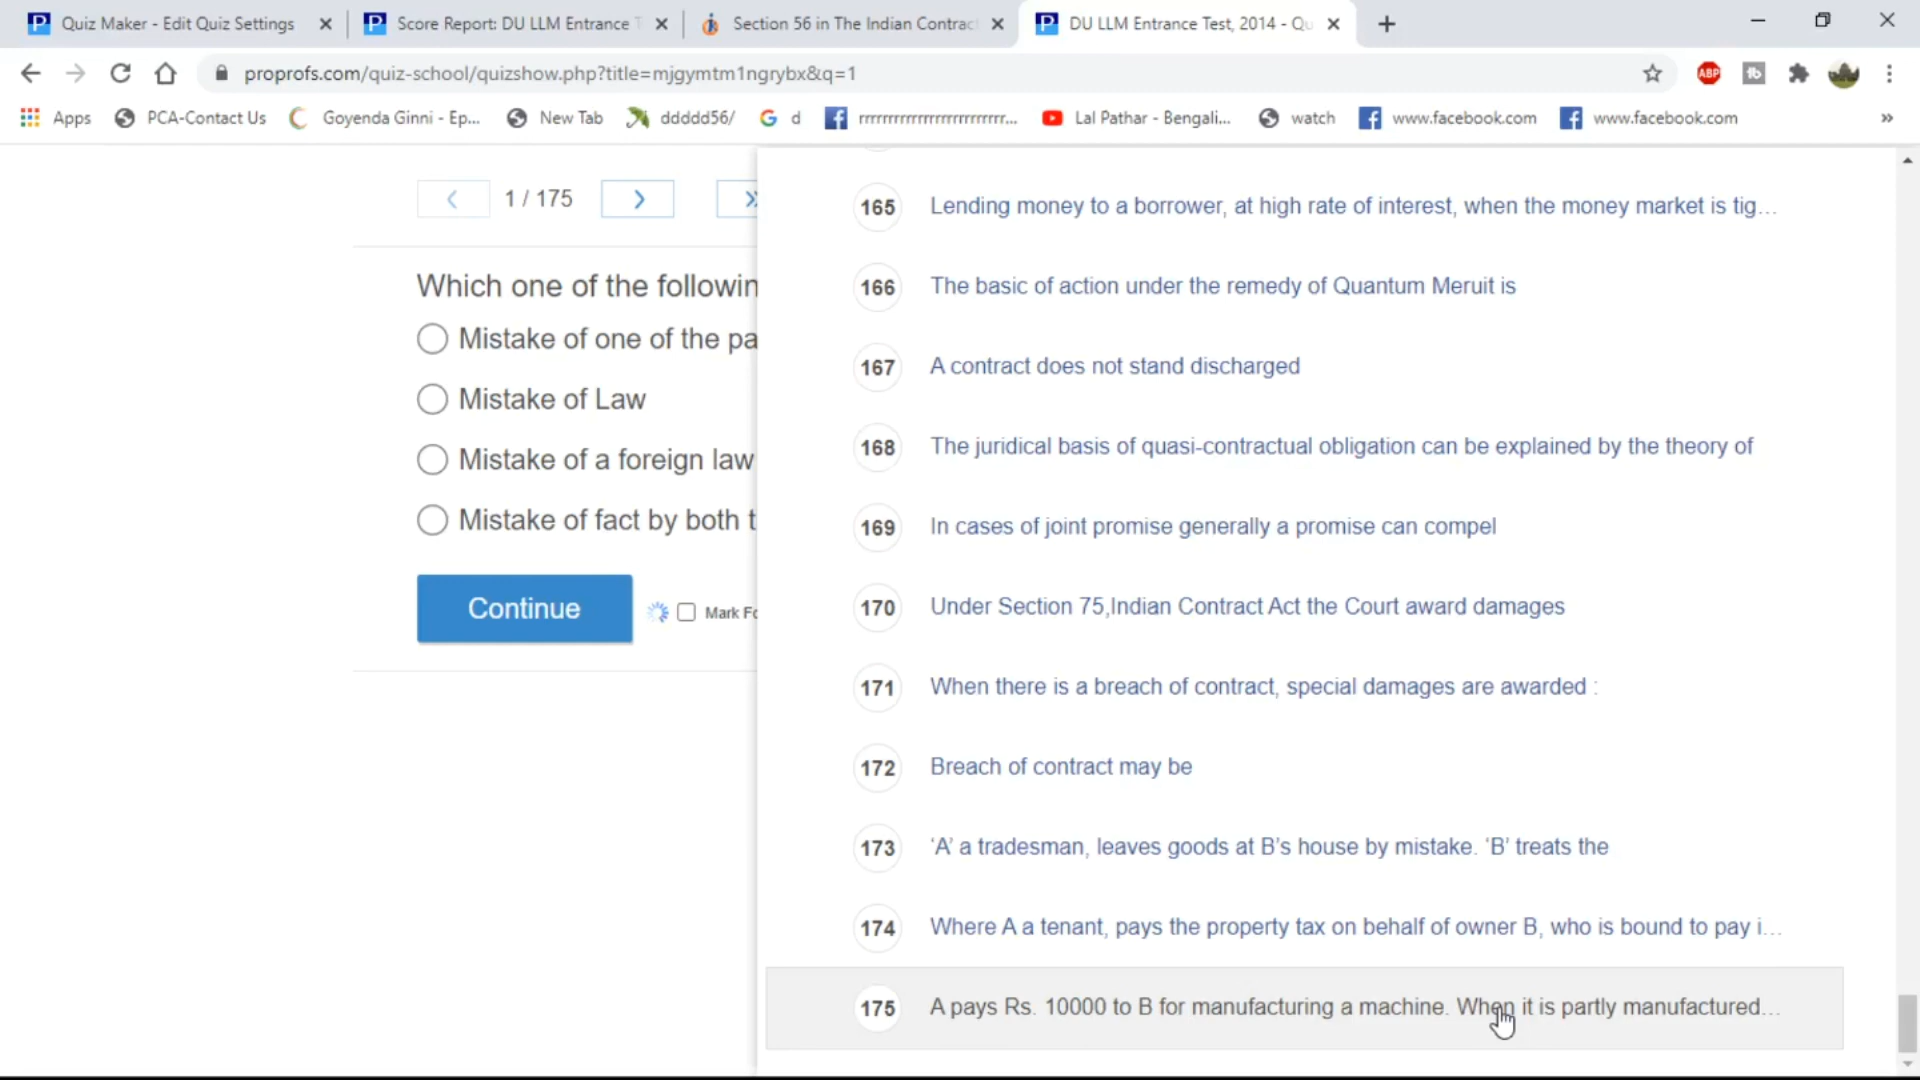 Quiz Maker - Edit Quiz Settings
Score Report: DU LLM Entrance T
Section 56 in The Indian Contrac
DU LLM Entrance Test, 2014 - Qu
proprofs.com/quiz-school/quizshow.php?title=mjgymtm1ngrybx&q=1
ABP
Apps
PCA-Contact Us
Goyenda Ginni - Ep...
New Tab
ddddd56/
d
rrrrrrrrrrrrrrrrrrrrrrrr...
Lal Pathar - Bengali...
watch
www.facebook.com
www.facebook.com
1 / 175
Which one of the followin
Mistake of one of the pa
Mistake of Law
Mistake of a foreign law
Mistake of fact by both t
Continue
Mark Fo
165 Lending money to a borrower, at high rate of interest, when the money market is tig...
166 The basic of action under the remedy of Quantum Meruit is
167 A contract does not stand discharged
168 The juridical basis of quasi-contractual obligation can be explained by the theory of
169 In cases of joint promise generally a promise can compel
170 Under Section 75,Indian Contract Act the Court award damages
171 When there is a breach of contract, special damages are awarded :
172 Breach of contract may be
173 ‘A’ a tradesman, leaves goods at B’s house by mistake. ‘B’ treats the
174 Where A a tenant, pays the property tax on behalf of owner B, who is bound to pay i...
175 A pays Rs. 10000 to B for manufacturing a machine. When it is partly manufactured...